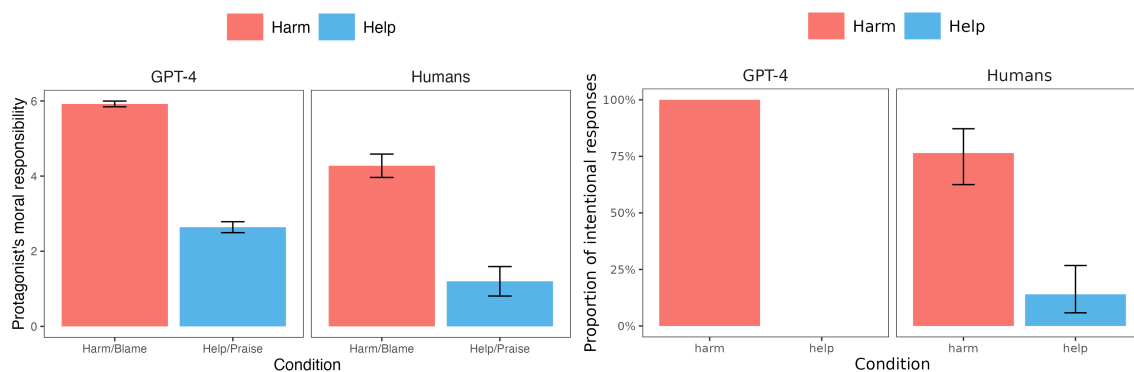 Harm Help
GPT-4 Humans
Protagonist's moral responsibility
6
4
2
0
Harm/Blame Help/Praise Harm/Blame Help/Praise
Condition
Harm Help
GPT-4 Humans
Proportion of intentional responses
100%
75%
50%
25%
0%
harm help harm help
Condition